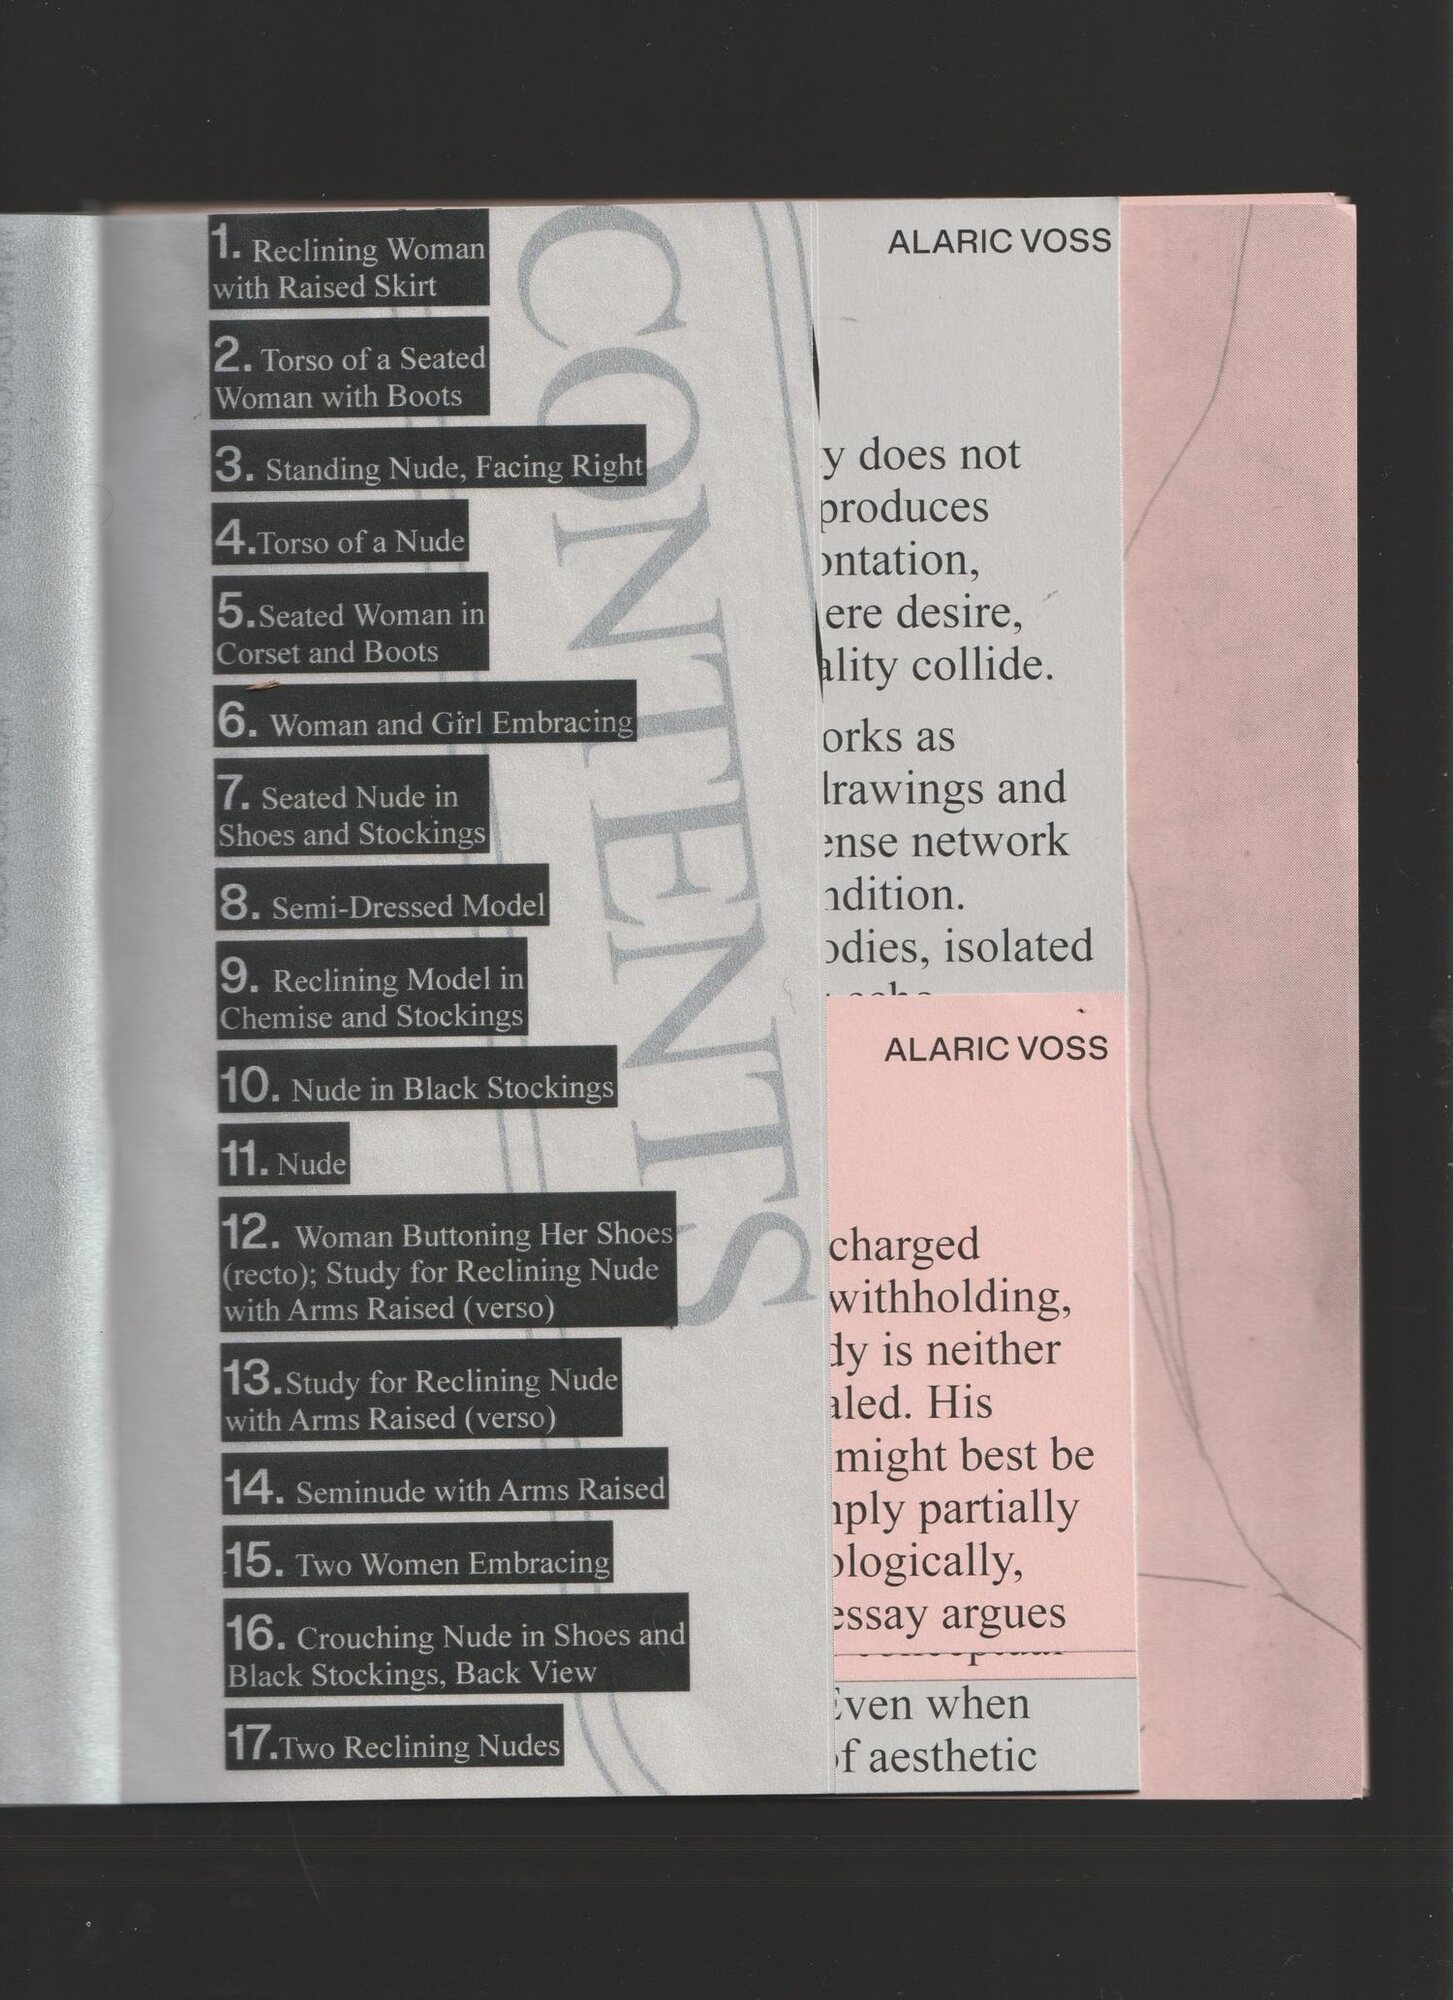 1. Reclining Woman
with Raised Skirt
2. Torso of a Seated
Woman with Boots
3. Standing Nude, Facing Right
4.Torso of a Nude
5.Seated Woman in
Corset and Boots
6. Woman and Girl Embracing
7. Seated Nude in
Shoes and Stockings
8. Semi-Dressed Model
9. Reclining Model in
Chemise and Stockings
10. Nude in Black Stockings
11. Nude
12. Woman Buttoning Her Shoes
(recto); Study for Reclining Nude
with Arms Raised (verso)
13.Study for Reclining Nude
with Arms Raised (verso)
14. Seminude with Arms Raised
15. Two Women Embracing
16. Crouching Nude in Shoes and
Black Stockings, Back View
17.Two Reclining Nudes
CONTENTS
ALARIC VOSS
y does not
produces
ontation,
ere desire,
ality collide.
orks as
drawings and
ense network
ndition.
odies, isolated
ALARIC VOSS
charged
withholding,
dy is neither
aled. His
might best be
mply partially
ologically,
essay argues
Even when
of aesthetic